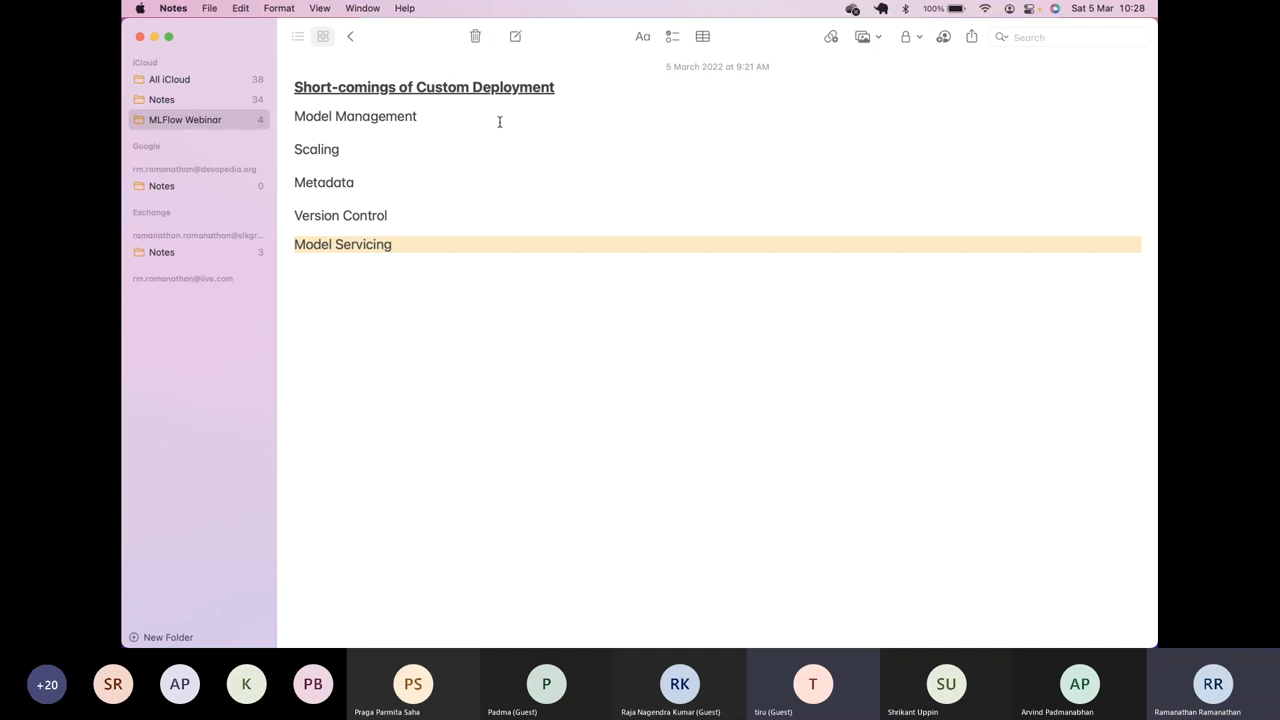 Notes File Edit Format View Window Help 100% Sat 5 Mar 10:28
Aa Search
iCloud
All iCloud 38
Notes 34
MLFlow Webinar 4
Google
rm.ramanathan@devopedia.org
Notes 0
Exchange
ramanathan.ramanathan@slkgr...
Notes 3
rm.ramanathan@live.com
New Folder
5 March 2022 at 9:21 AM
Short-comings of Custom Deployment
Model Management
Scaling
Metadata
Version Control
Model Servicing
+20 SR AP K PB PS P RK T SU AP RR
Praga Parmita Saha Padma (Guest) Raja Nagendra Kumar (Guest) tiru (Guest) Shrikant Uppin Arvind Padmanabhan Ramanathan Ramanathan